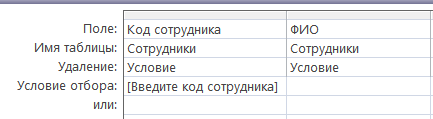 Поле: Код сотрудника ФИО
Имя таблицы: Сотрудники Сотрудники
Удаление: Условие Условие
Условие отбора: [Введите код сотрудника]
или: